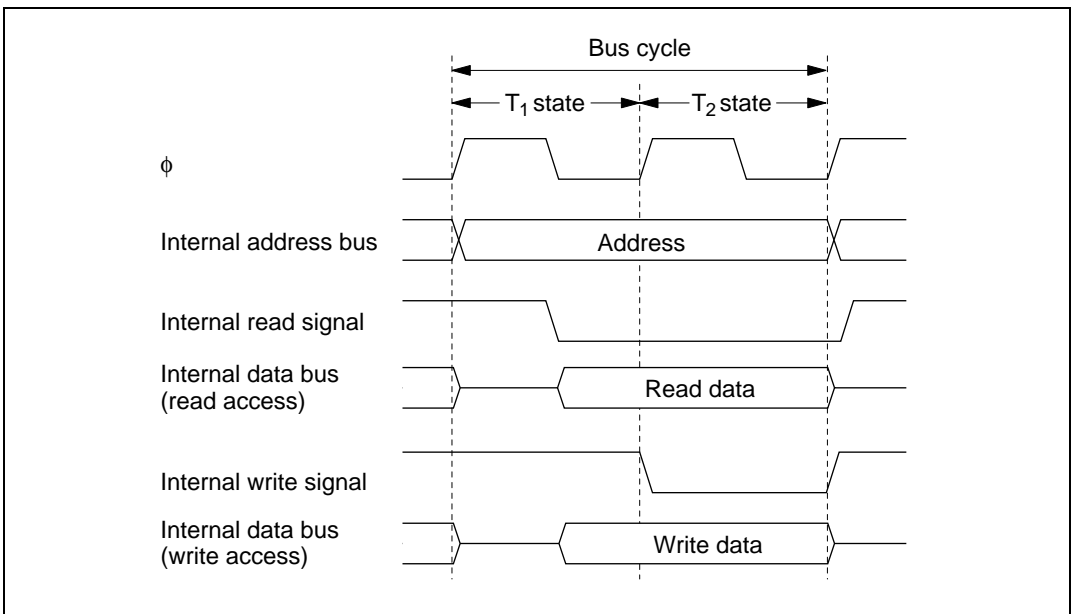 Bus cycle
T₁ state
T₂ state
ϕ
Internal address bus
Address
Internal read signal
Internal data bus
(read access)
Read data
Internal write signal
Internal data bus
(write access)
Write data